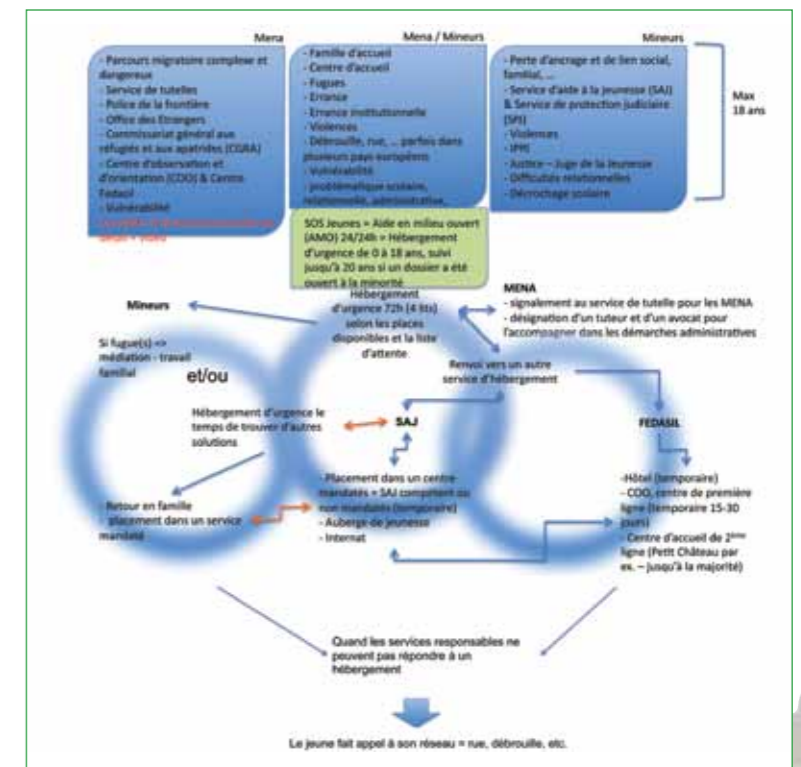 Mena
- Parcours migratoire complexe et
dangereux
- Service de tutelles
- Police de la frontière
- Office des Etrangers
- Commissariat général aux
réfugiés et aux apatrides (CGRA)
- Centre d'observation et
d'orientation (COO) & Centre
Fedasil
- Vulnérabilité
vidéo
Mena / Mineurs
- Famille d'accueil
- Centre d'accueil
- Fugues
- Errance
- Errance institutionnelle
- Violences
- Débrouille, rue, ... parfois dans
plusieurs pays européens
- Vulnérabilité
- problématique scolaire,
relationnelle, administrative,
Mineurs
- Perte d'ancrage et de lien social,
familial, ...
- Service d'aide à la jeunesse (SAJ)
& Service de protection judiciaire
(SPJ)
- Violences
- IPPJ
- Justice – Juge de la Jeunesse
- Difficultés relationnelles
- Décrochage scolaire
Max
18 ans
SOS Jeunes = Aide en milieu ouvert
(AMO) 24/24h = Hébergement
d'urgence de 0 à 18 ans, suivi
jusqu'à 20 ans si un dossier a été
ouvert à la minorité
Hébergement
d'urgence 72h (4 lits)
selon les places
disponibles et la liste
d'attente
Mineurs
MENA
- signalement au service de tutelle pour les MENA
- désignation d'un tuteur et d'un avocat pour
l'accompagner dans les démarches administratives
Si fugue(s) =>
médiation - travail
familial
et/ou
Renvoi vers un autre
service d'hébergement
Hébergement d'urgence le
temps de trouver d'autres
solutions
SAJ
FEDASIL
- Retour en famille
- placement dans un service
mandaté
- Placement dans un centre
mandatés = SAJ compétent ou
non mandatés (temporaire)
- Auberge de jeunesse
- Internat
-Hôtel (temporaire)
- COO, centre de première
ligne (temporaire 15-30
jours)
- Centre d'accueil de 2ème
ligne (Petit Château par
ex. – jusqu'à la majorité)
Quand les services responsables ne
peuvent pas répondre à un
hébergement
Le jeune fait appel à son réseau = rue, débrouille, etc.